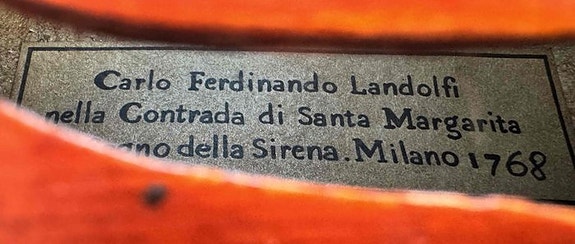 Carlo Ferdinando Landolfi
nella Contrada di Santa Margarita
della Sirena. Milano 1768